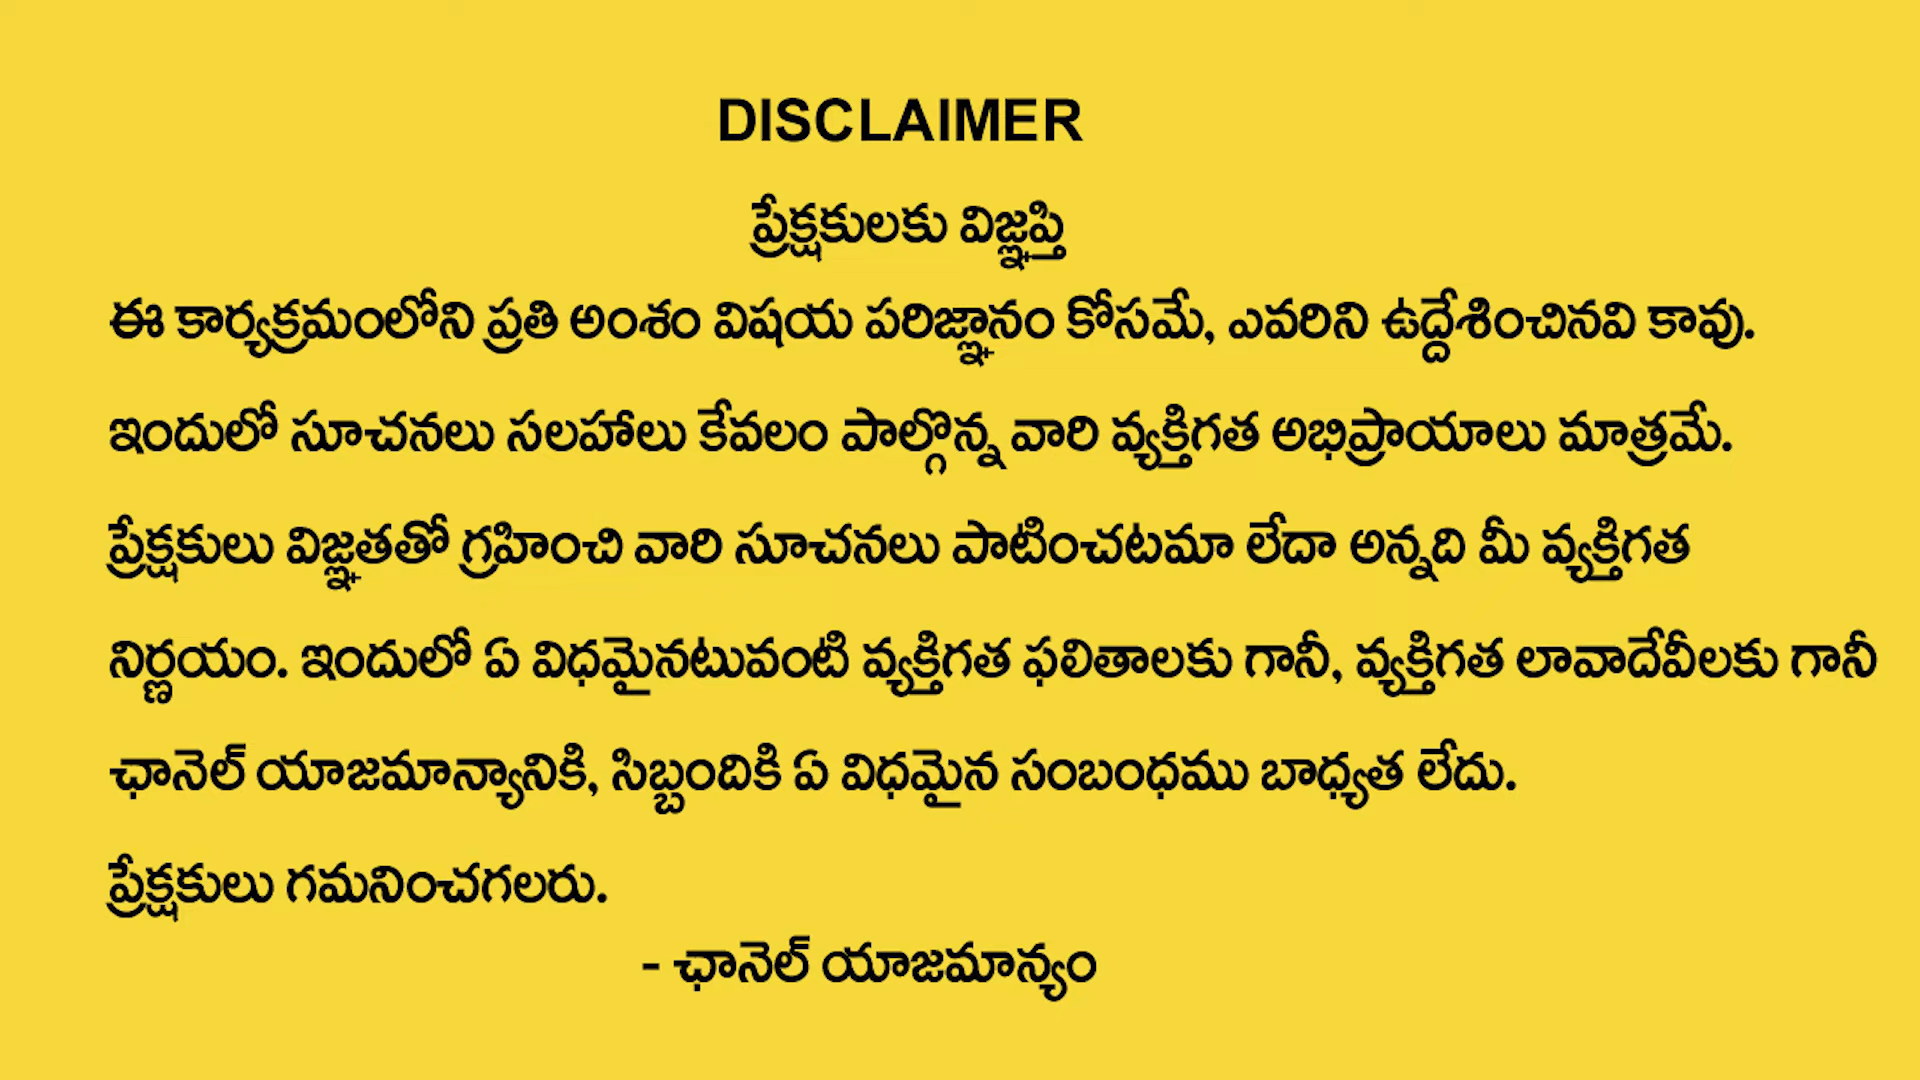 DISCLAIMER
ప్రేక్షకులకు విజ్ఞప్తి
ఈ కార్యక్రమంలోని ప్రతి అంశం విషయ పరిజ్ఞానం కోసమే, ఎవరిని ఉద్దేశించినవి కావు.
ఇందులో సూచనలు సలహాలు కేవలం పాల్గొన్న వారి వ్యక్తిగత అభిప్రాయాలు మాత్రమే.
ప్రేక్షకులు విజ్ఞతతో గ్రహించి వారి సూచనలు పాటించటమా లేదా అన్నది మీ వ్యక్తిగత
నిర్ణయం. ఇందులో ఏ విధమైనటువంటి వ్యక్తిగత ఫలితాలకు గానీ, వ్యక్తిగత లావాదేవీలకు గానీ
ఛానెల్ యాజమాన్యానికి, సిబ్బందికి ఏ విధమైన సంబంధము బాధ్యత లేదు.
ప్రేక్షకులు గమనించగలరు.
- ఛానెల్ యాజమాన్యం